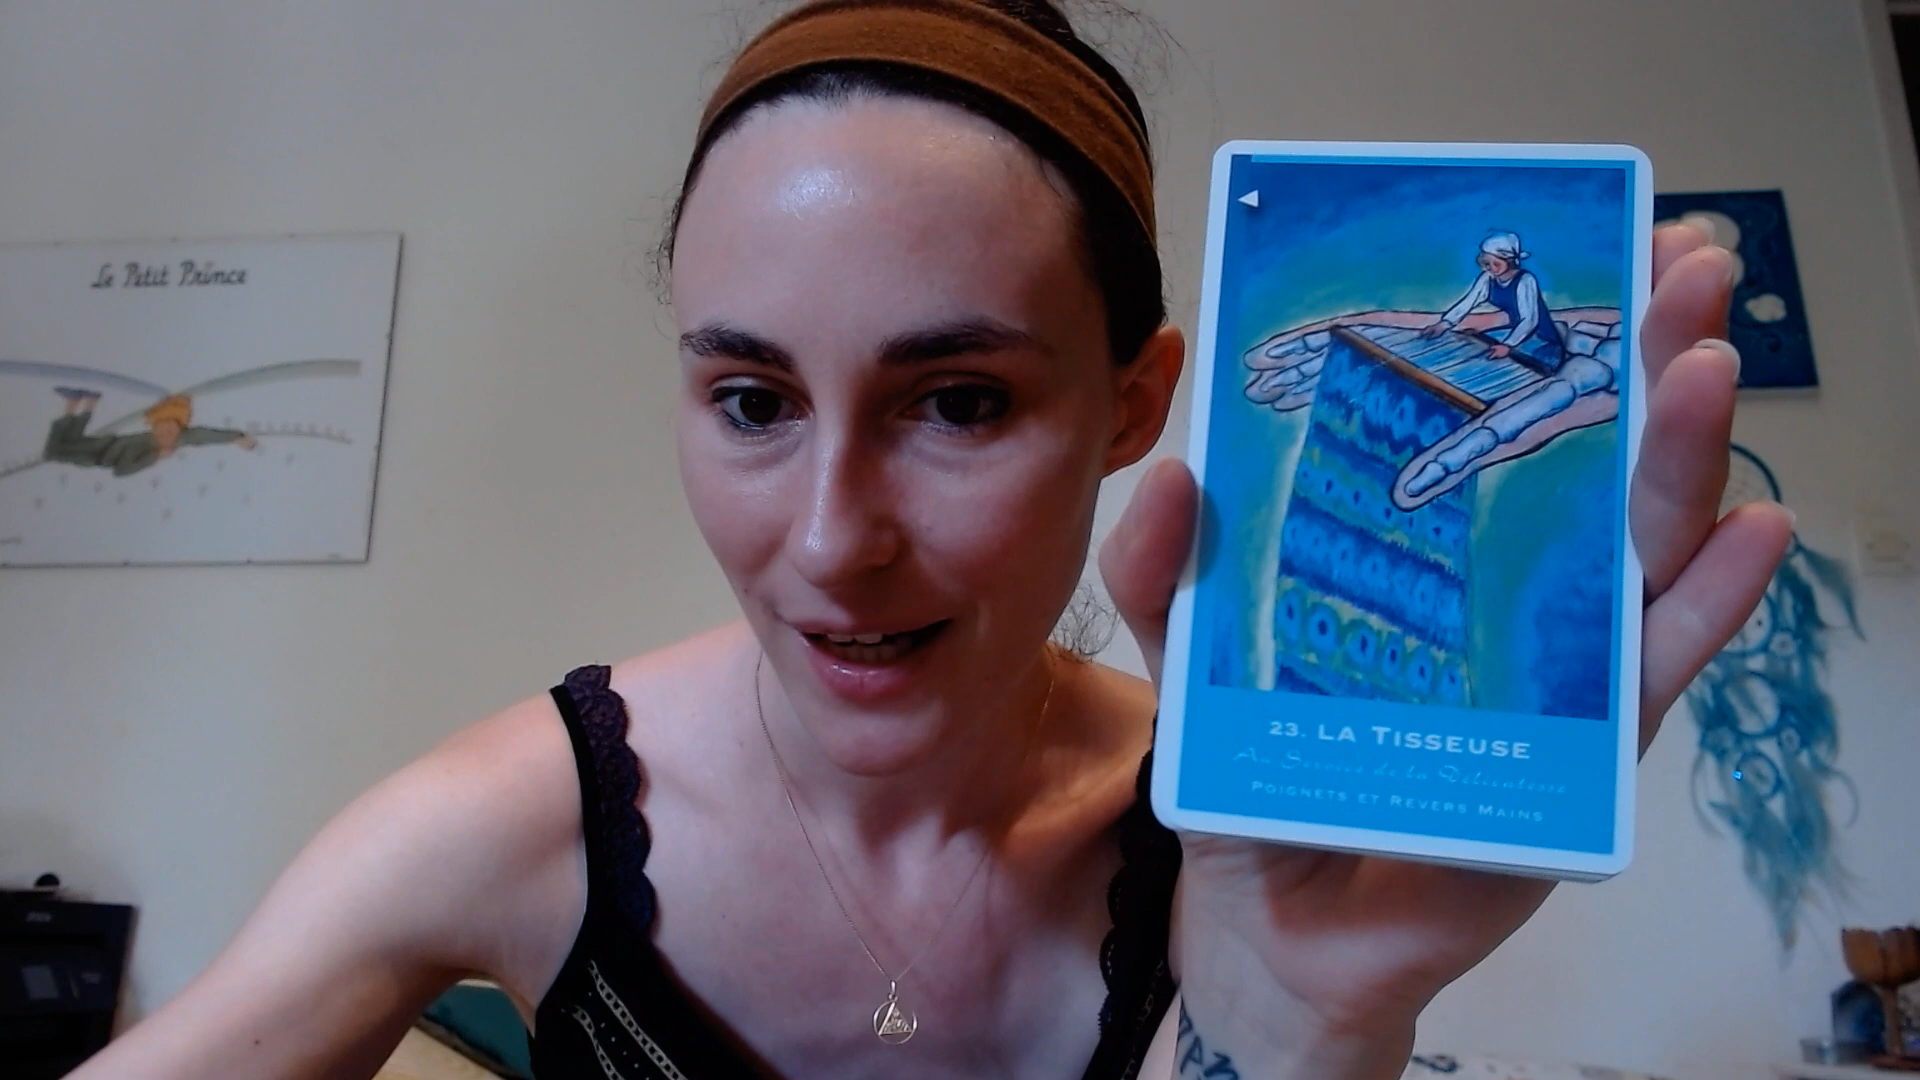 Le Petit Prince
23. LA TISSEUSE
Au Service de la Délicatesse
POIGNETS ET REVERS MAINS